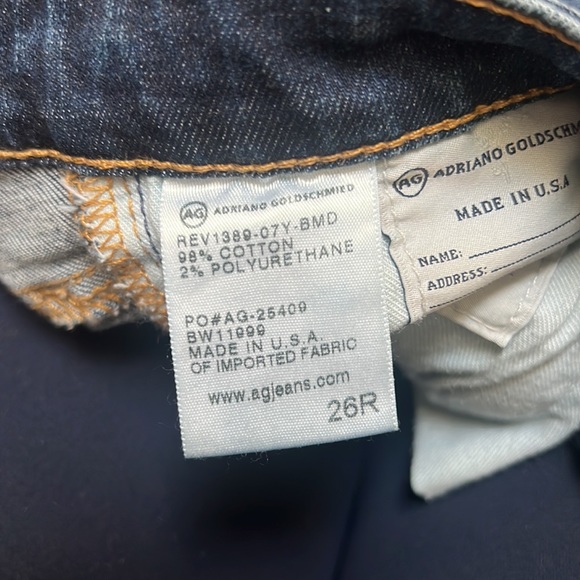 AG ADRIANO GOLDSCHMIED
REV1389-07Y-BMD
98% COTTON
2% POLYURETHANE
PO#AG-25409
BW11999
MADE IN U.S.A.
OF IMPORTED FABRIC
www.agjeans.com
26R
AG ADRIANO GOLDSCHM
MADE IN U.S.A
NAME:
ADDRESS: